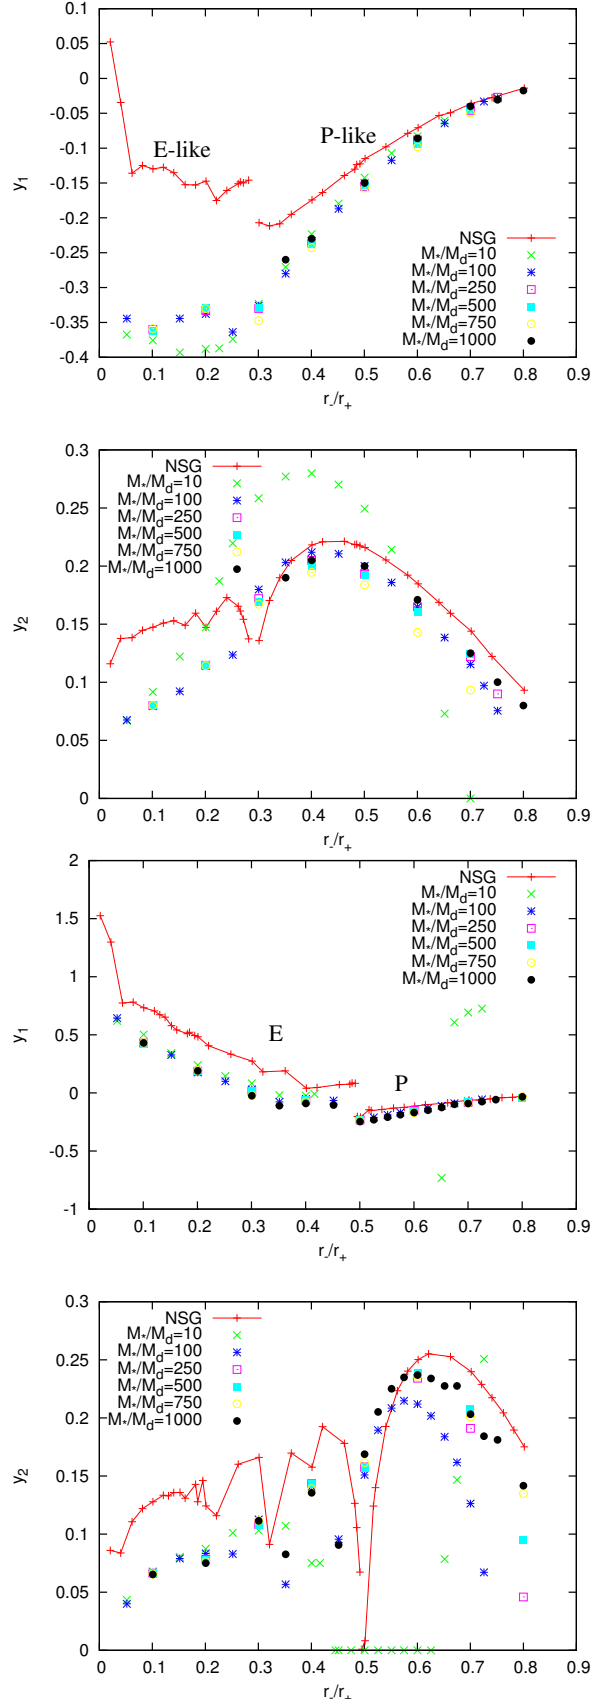 0.1
0.05
0
-0.05
-0.1
-0.15
-0.2
-0.25
-0.3
-0.35
-0.4
y1
E-like
P-like
NSG
M*/Md=10
M*/Md=100
M*/Md=250
M*/Md=500
M*/Md=750
M*/Md=1000
0 0.1 0.2 0.3 0.4 0.5 0.6 0.7 0.8 0.9
r-/r+
0.3
0.25
0.2
0.15
0.1
0.05
0
y2
NSG
M*/Md=10
M*/Md=100
M*/Md=250
M*/Md=500
M*/Md=750
M*/Md=1000
0 0.1 0.2 0.3 0.4 0.5 0.6 0.7 0.8 0.9
r-/r+
2
1.5
1
0.5
0
-0.5
-1
y1
E
P
NSG
M*/Md=10
M*/Md=100
M*/Md=250
M*/Md=500
M*/Md=750
M*/Md=1000
0 0.1 0.2 0.3 0.4 0.5 0.6 0.7 0.8 0.9
r-/r+
0.3
0.25
0.2
0.15
0.1
0.05
0
y2
NSG
M*/Md=10
M*/Md=100
M*/Md=250
M*/Md=500
M*/Md=750
M*/Md=1000
0 0.1 0.2 0.3 0.4 0.5 0.6 0.7 0.8 0.9
r-/r+